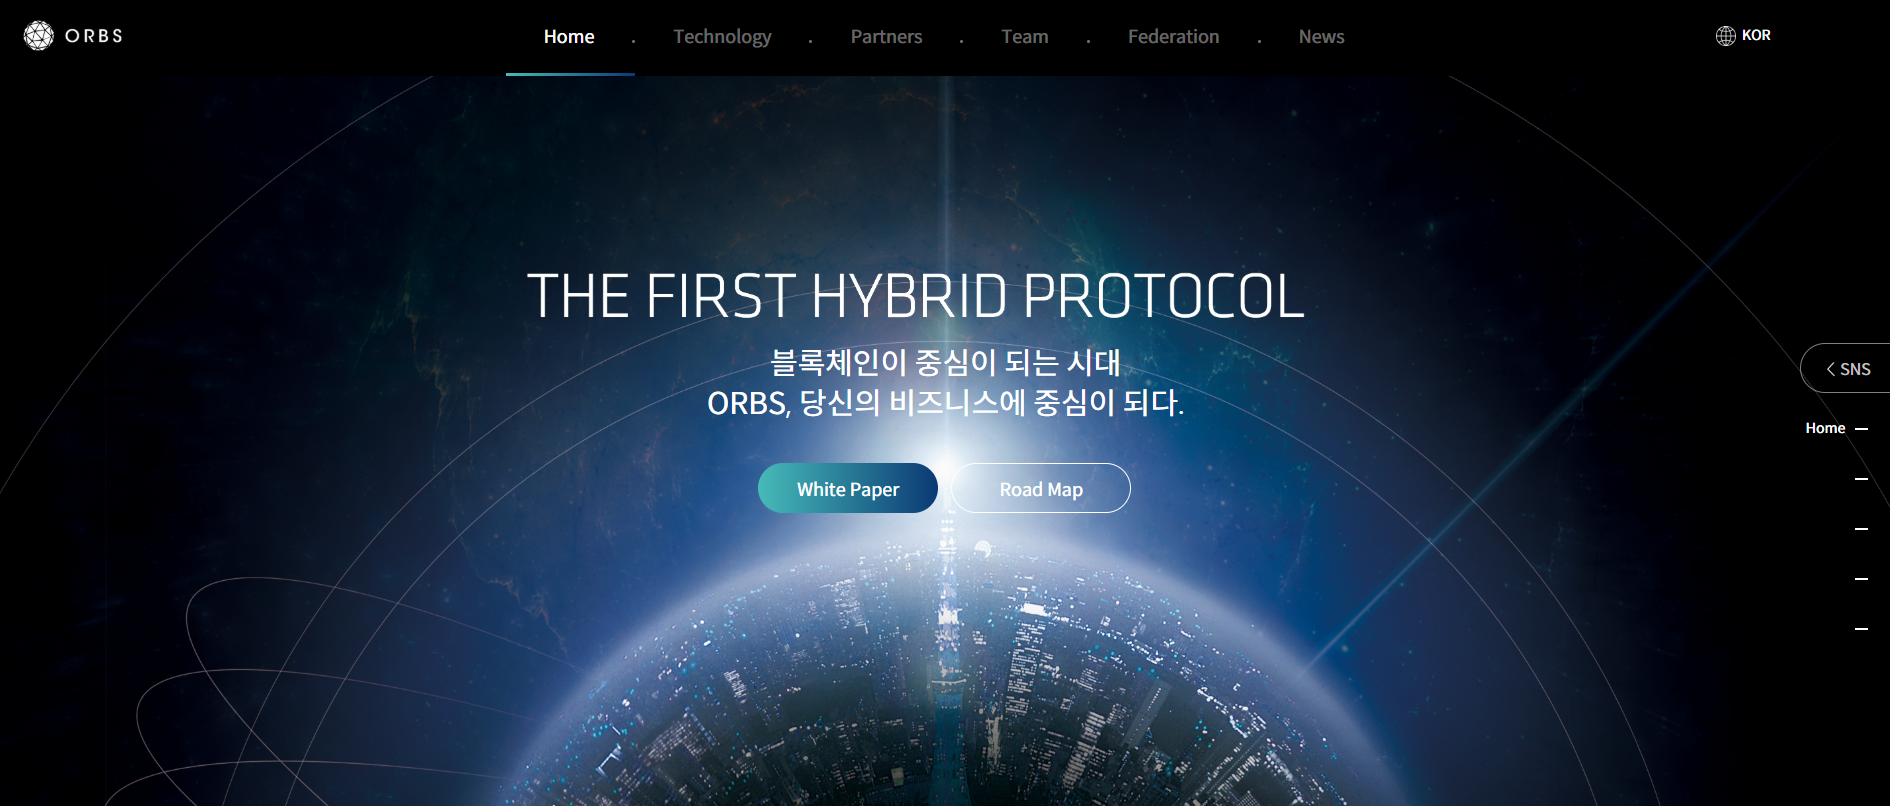 ORBS
Home . Technology . Partners . Team . Federation . News
KOR
THE FIRST HYBRID PROTOCOL
블록체인이 중심이 되는 시대
ORBS, 당신의 비즈니스에 중심이 되다.
White Paper
Road Map
SNS
Home